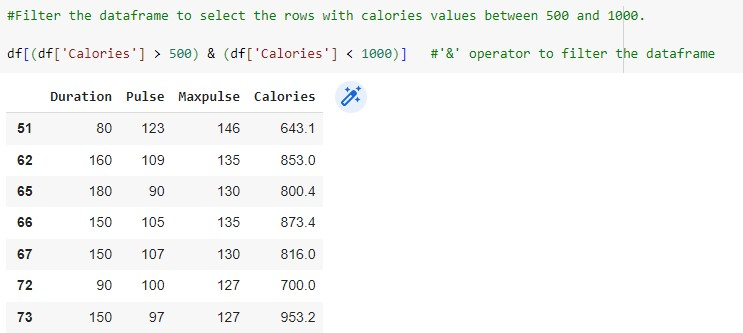 #Filter the dataframe to select the rows with calories values between 500 and 1000.
df[(df['Calories'] > 500) & (df['Calories'] < 1000)] #'&' operator to filter the dataframe
Duration Pulse Maxpulse Calories
51 80 123 146 643.1
62 160 109 135 853.0
65 180 90 130 800.4
66 150 105 135 873.4
67 150 107 130 816.0
72 90 100 127 700.0
73 150 97 127 953.2